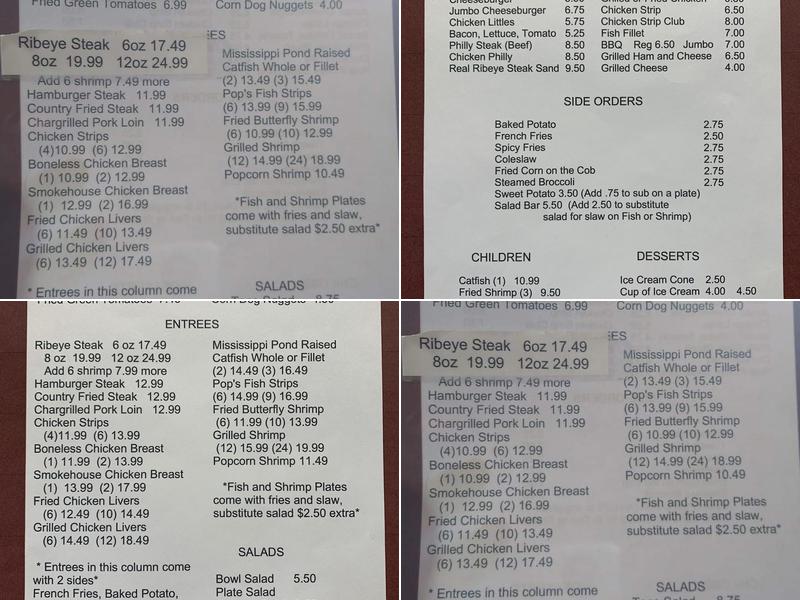 Fried Green Tomatoes 6.99
Corn Dog Nuggets 4.00
Ribeye Steak 6oz 17.49
8oz 19.99 12oz 24.99
Add 6 shrimp 7.49 more
Hamburger Steak 11.99
Country Fried Steak 11.99
Chargrilled Pork Loin 11.99
Chicken Strips
(4)10.99 (6) 12.99
Boneless Chicken Breast
(1) 10.99 (2) 12.99
Smokehouse Chicken Breast
(1) 12.99 (2) 16.99
Fried Chicken Livers
(6) 11.49 (10) 13.49
Grilled Chicken Livers
(6) 13.49 (12) 17.49
* Entrees in this column come
ES
Mississippi Pond Raised
Catfish Whole or Fillet
(2) 13.49 (3) 15.49
Pop's Fish Strips
(6) 13.99 (9) 15.99
Fried Butterfly Shrimp
(6) 10.99 (10) 12.99
Grilled Shrimp
(12) 14.99 (24) 18.99
Popcorn Shrimp 10.49
*Fish and Shrimp Plates
come with fries and slaw,
substitute salad $2.50 extra*
SALADS
Cheeseburger
Jumbo Cheeseburger 6.75
Chicken Littles 5.75
Bacon, Lettuce, Tomato 5.25
Philly Steak (Beef) 8.50
Chicken Philly 8.50
Real Ribeye Steak Sand 9.50
Chicken Strip 6.50
Chicken Strip Club 8.00
Fish Fillet 7.00
BBQ Reg 6.50 Jumbo 7.00
Grilled Ham and Cheese 6.50
Grilled Cheese 4.00
SIDE ORDERS
Baked Potato 2.75
French Fries 2.50
Spicy Fries 2.75
Coleslaw 2.75
Fried Corn on the Cob 2.75
Steamed Broccoli 2.75
Sweet Potato 3.50 (Add .75 to sub on a plate)
Salad Bar 5.50 (Add 2.50 to substitute
salad for slaw on Fish or Shrimp)
CHILDREN
Catfish (1) 10.99
Fried Shrimp (3) 9.50
DESSERTS
Ice Cream Cone 2.50
Cup of Ice Cream 4.00 4.50
Fried Green Tomatoes 7.10
Corn Dog Nuggets
ENTREES
Ribeye Steak 6 oz 17.49
8 oz 19.99 12 oz 24.99
Add 6 shrimp 7.99 more
Hamburger Steak 12.99
Country Fried Steak 12.99
Chargrilled Pork Loin 12.99
Chicken Strips
(4)11.99 (6) 13.99
Boneless Chicken Breast
(1) 11.99 (2) 13.99
Smokehouse Chicken Breast
(1) 13.99 (2) 17.99
Fried Chicken Livers
(6) 12.49 (10) 14.49
Grilled Chicken Livers
(6) 14.49 (12) 18.49
* Entrees in this column come
with 2 sides*
French Fries, Baked Potato,
Mississippi Pond Raised
Catfish Whole or Fillet
(2) 14.49 (3) 16.49
Pop's Fish Strips
(6) 14.99 (9) 16.99
Fried Butterfly Shrimp
(6) 11.99 (10) 13.99
Grilled Shrimp
(12) 15.99 (24) 19.99
Popcorn Shrimp 11.49
*Fish and Shrimp Plates
come with fries and slaw,
substitute salad $2.50 extra*
SALADS
Bowl Salad 5.50
Plate Salad
Fried Green Tomatoes 6.99
Corn Dog Nuggets 4.00
Ribeye Steak 6oz 17.49
8oz 19.99 12oz 24.99
Add 6 shrimp 7.49 more
Hamburger Steak 11.99
Country Fried Steak 11.99
Chargrilled Pork Loin 11.99
Chicken Strips
(4)10.99 (6) 12.99
Boneless Chicken Breast
(1) 10.99 (2) 12.99
Smokehouse Chicken Breast
(1) 12.99 (2) 16.99
Fried Chicken Livers
(6) 11.49 (10) 13.49
Grilled Chicken Livers
(6) 13.49 (12) 17.49
* Entrees in this column come
ES
Mississippi Pond Raised
Catfish Whole or Fillet
(2) 13.49 (3) 15.49
Pop's Fish Strips
(6) 13.99 (9) 15.99
Fried Butterfly Shrimp
(6) 10.99 (10) 12.99
Grilled Shrimp
(12) 14.99 (24) 18.99
Popcorn Shrimp 10.49
*Fish and Shrimp Plates
come with fries and slaw,
substitute salad $2.50 extra*
SALADS